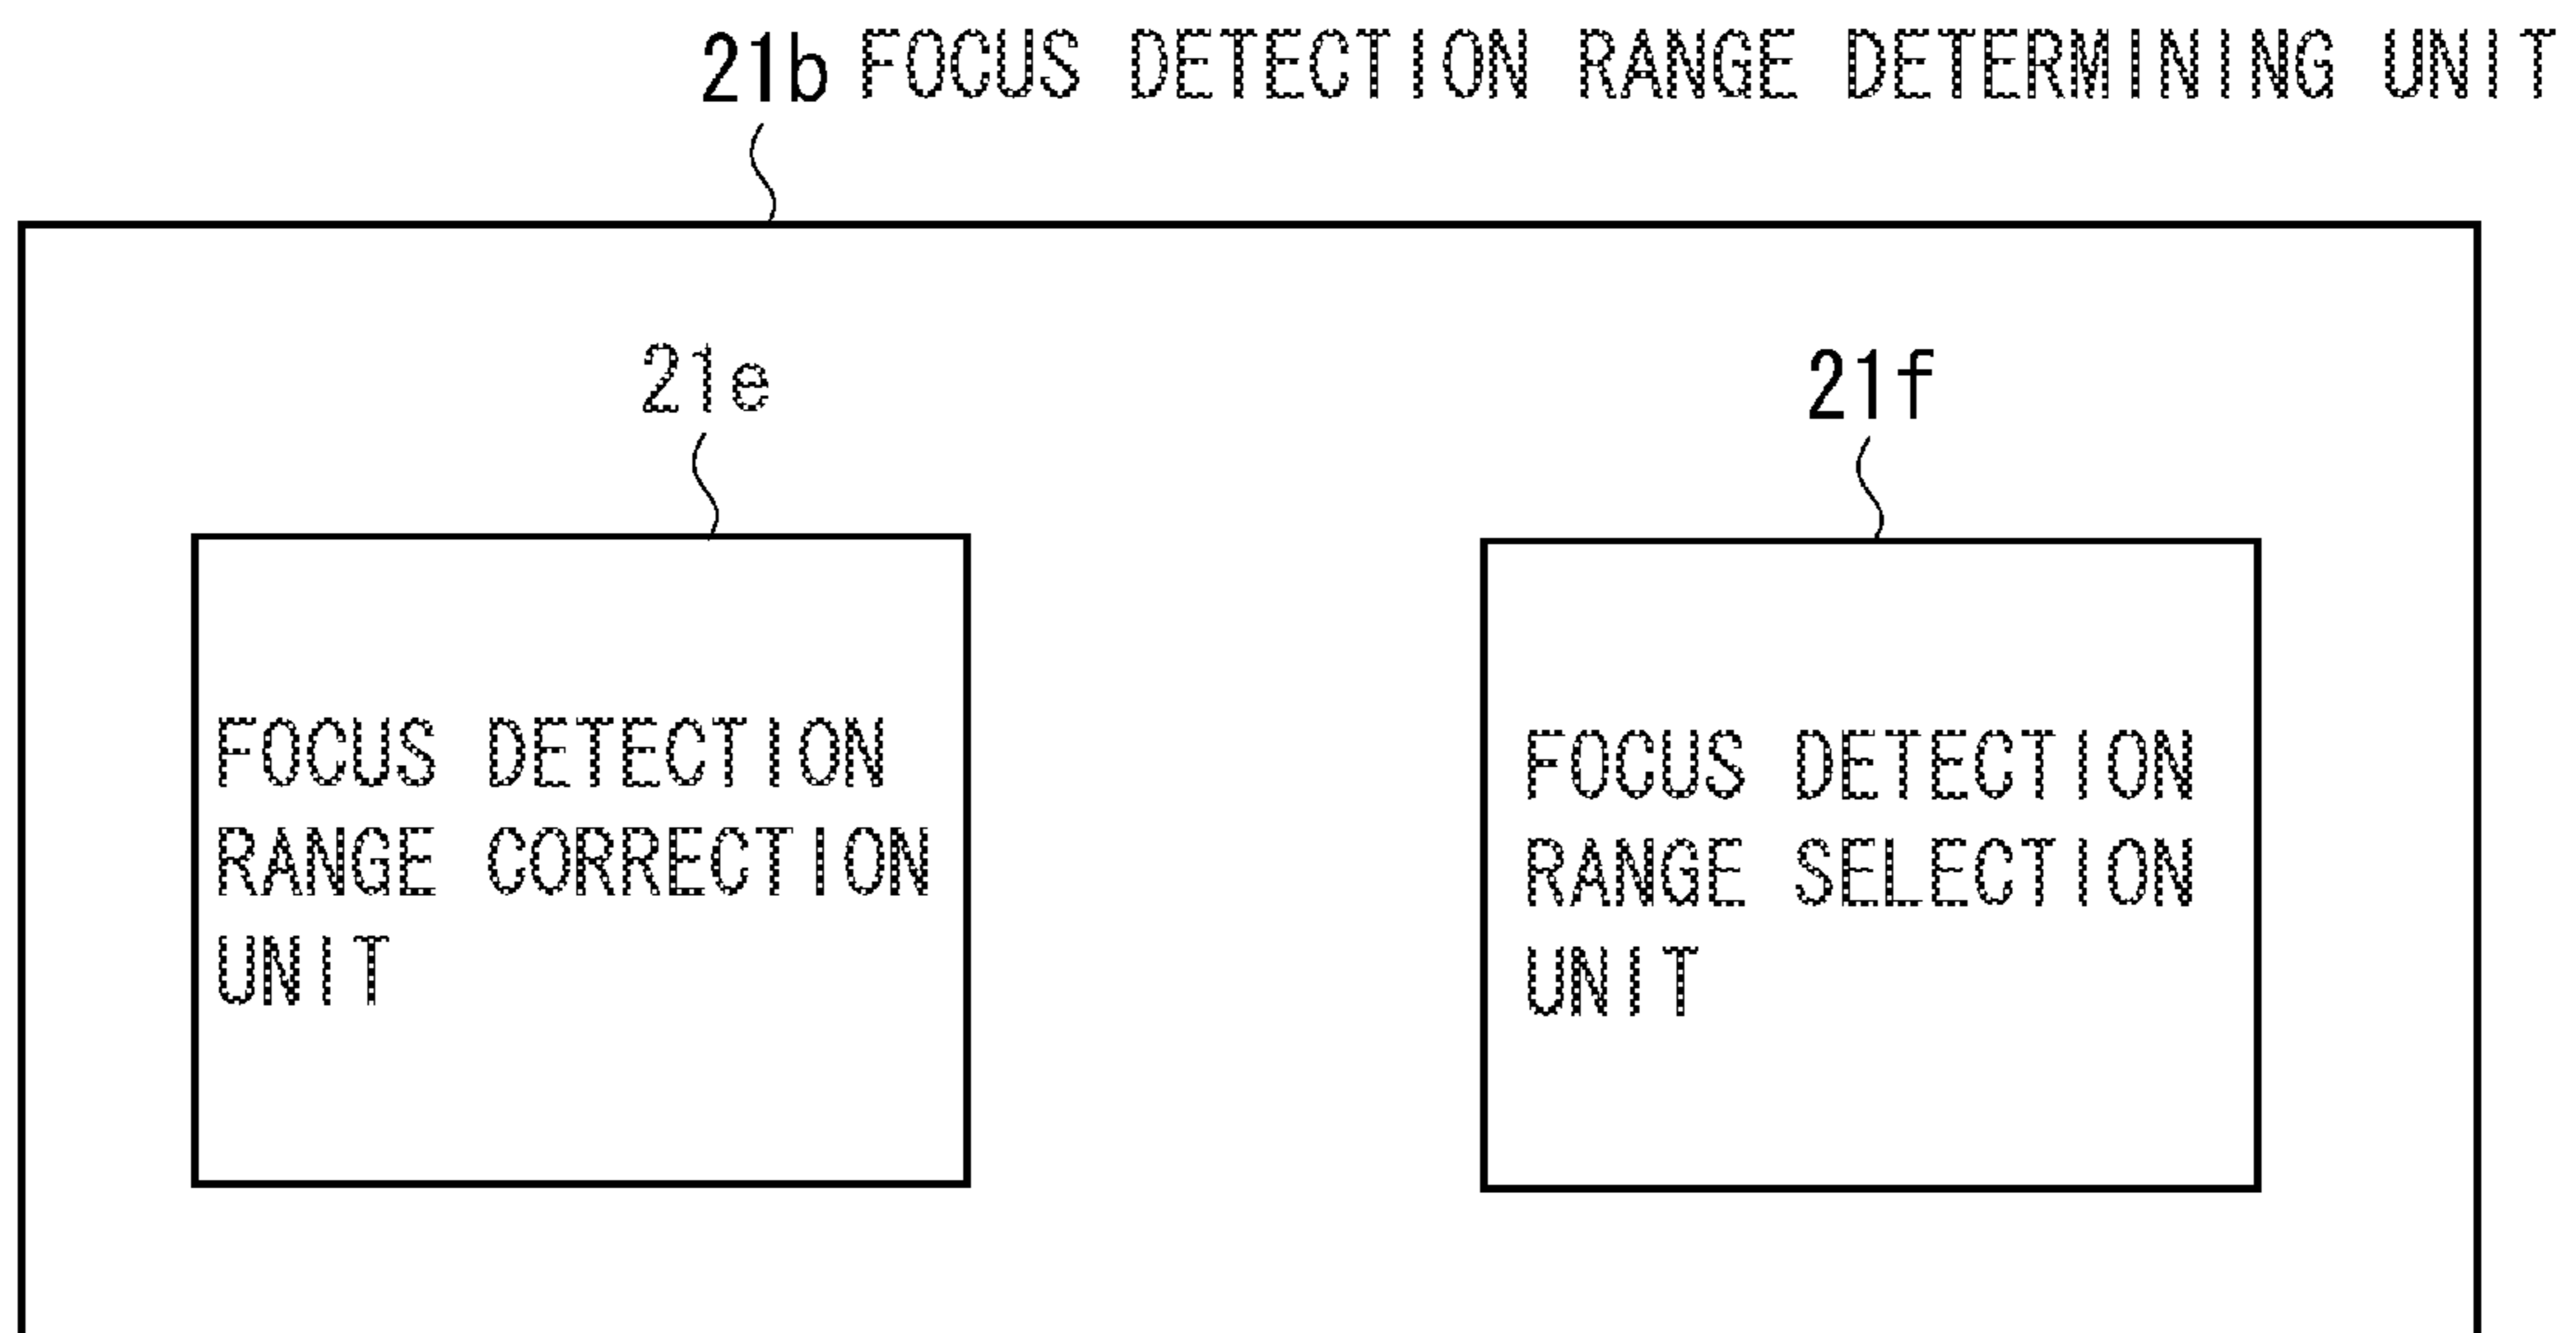 21b FOCUS DETECTION RANGE DETERMINING UNIT
21e
21f
FOCUS DETECTION
RANGE CORRECTION
UNIT
FOCUS DETECTION
RANGE SELECTION
UNIT